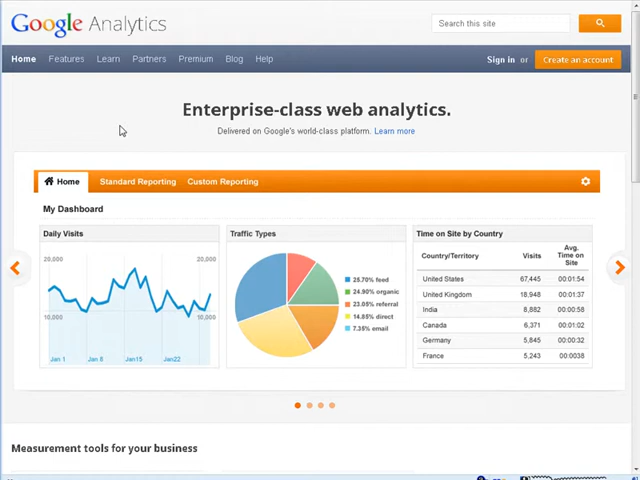 Google Analytics
Search this site
Home Features Learn Partners Premium Blog Help Sign in or Create an account
Enterprise-class web analytics.
Delivered on Google's world-class platform. Learn more
Home Standard Reporting Custom Reporting
My Dashboard
Daily Visits
20,000 20,000
10,000 10,000
Jan 1 Jan 8 Jan15 Jan22
Traffic Types
25.70% feed
24.90% organic
23.05% referral
14.85% direct
7.35% email
Time on Site by Country
Country/Territory Visits Avg. Time on Site
United States 67,445 00:01:54
United Kingdom 18,948 00:01:37
India 8,882 00:00:58
Canada 6,371 00:01:02
Germany 5,845 00:00:32
France 5,243 00:0038
Measurement tools for your business